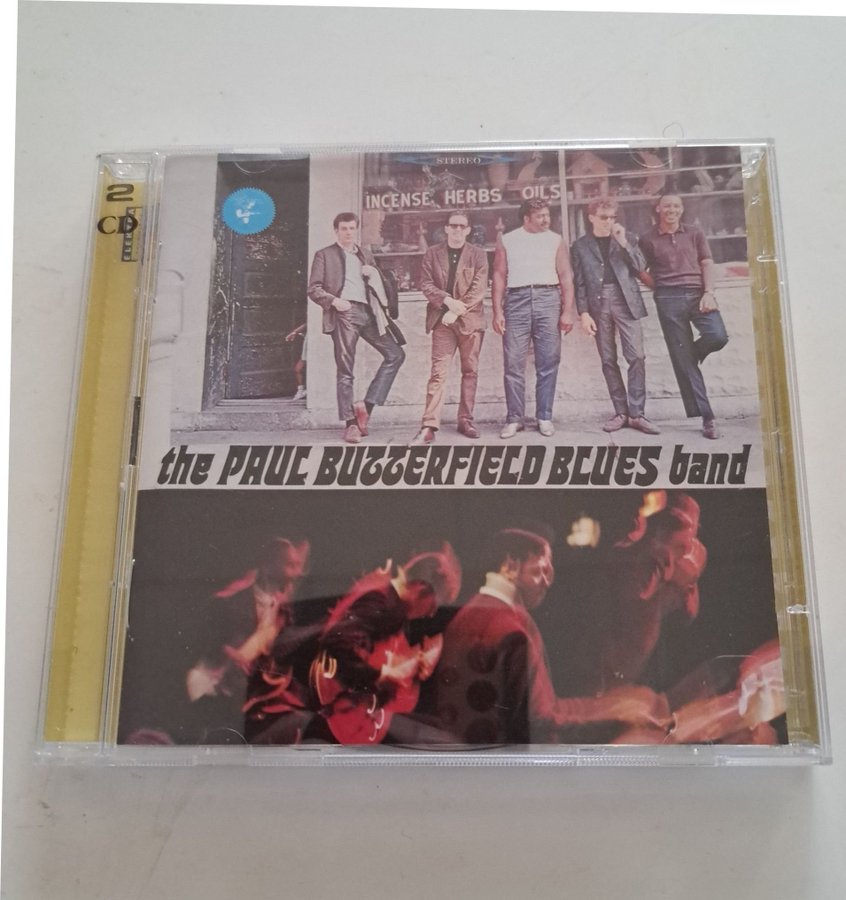 STEREO
INCENSE, HERBS OILS
2
CD
the PAUL BUTTERFIELD BLUES band